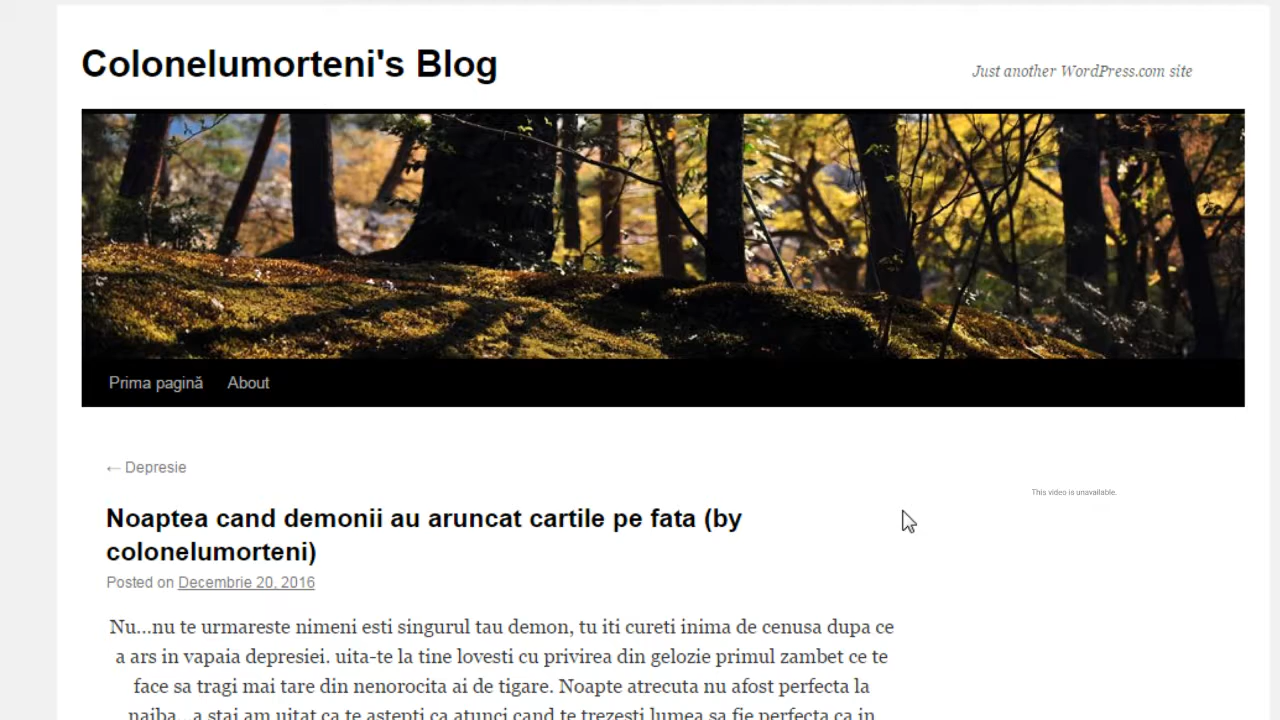 Colonelumorteni's Blog
Just another WordPress.com site
Prima pagină About
← Depresie
This video is unavailable.
Noaptea cand demonii au aruncat cartile pe fata (by
colonelumorteni)
Posted on Decembrie 20, 2016
Nu...nu te urmareste nimeni esti singurul tau demon, tu iti cureti inima de cenusa dupa ce
a ars in vapaia depresiei. uita-te la tine lovesti cu privirea din gelozie primul zambet ce te
face sa tragi mai tare din nenorocita ai de tigare. Noapte atrecuta nu afost perfecta la
naiba...a stai am uitat ca te astepti ca atunci cand te trezesti lumea sa fie perfecta ca in